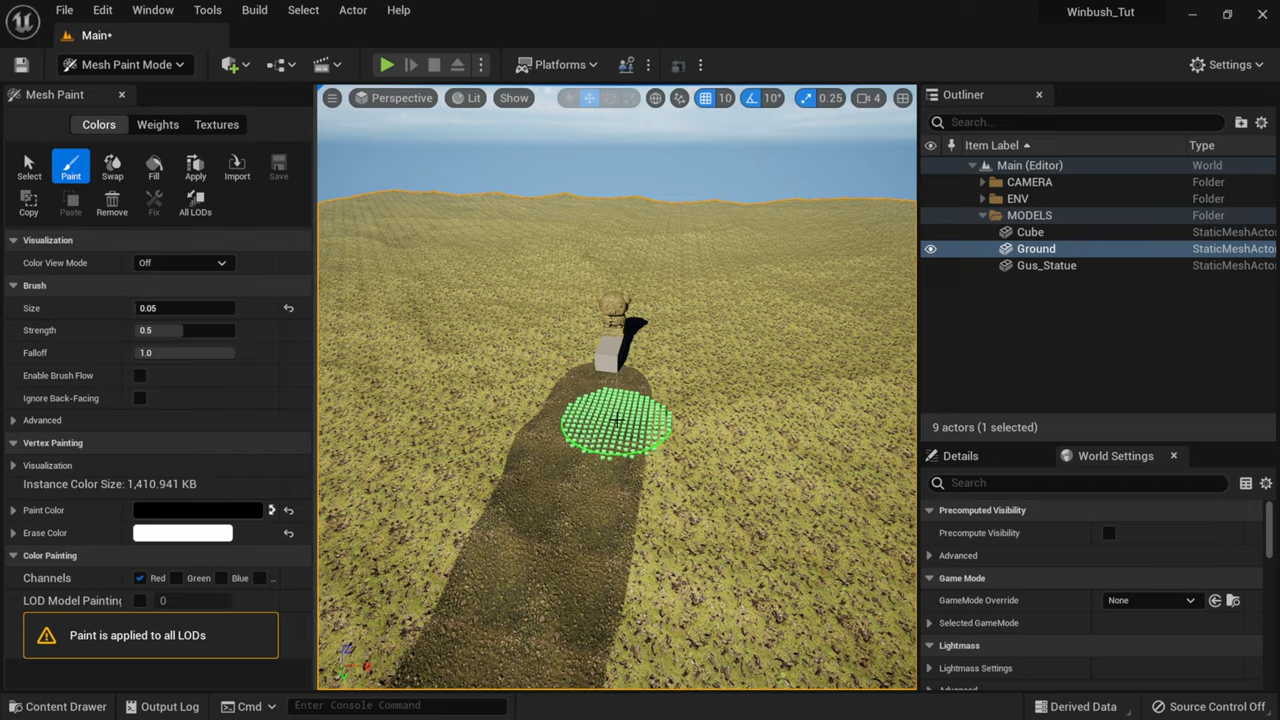 File Edit Window Tools Build Select Actor Help Winbush_Tut
Main*
Mesh Paint Mode Platforms Settings
Mesh Paint
Colors Weights Textures
Select Paint Swap Fill Apply Import Save
Copy Paste Remove Fix All LODs
Visualization
Color View Mode Off
Brush
Size 0.05
Strength 0.5
Falloff 1.0
Enable Brush Flow
Ignore Back-Facing
Advanced
Vertex Painting
Visualization
Instance Color Size: 1,410.941 KB
Paint Color
Erase Color
Color Painting
Channels Red Green Blue ...
LOD Model Painting 0
Paint is applied to all LODs
Perspective Lit Show 10 10° 0.25 4
Outliner
Search...
Item Label Type
Main (Editor) World
CAMERA Folder
ENV Folder
MODELS Folder
Cube StaticMeshActor
Ground StaticMeshActor
Gus_Statue StaticMeshActor
9 actors (1 selected)
Details World Settings
Search
Precomputed Visibility
Precompute Visibility
Advanced
Game Mode
GameMode Override None
Selected GameMode
Lightmass
Lightmass Settings
Advanced
Content Drawer Output Log Cmd Enter Console Command Derived Data Source Control Off